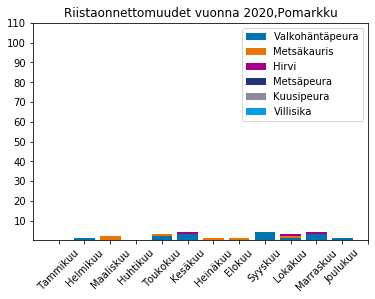 Riistaonnettomuudet vuonna 2020,Pomarkku
110
100
90
80
70
60
50
40
30
20
10
Valkohäntäpeura
Metsäkauris
Hirvi
Metsäpeura
Kuusipeura
Villisika
Tammikuu
Helmikuu
Maaliskuu
Huhtikuu
Toukokuu
Kesäkuu
Heinäkuu
Elokuu
Syyskuu
Lokakuu
Marraskuu
Joulukuu